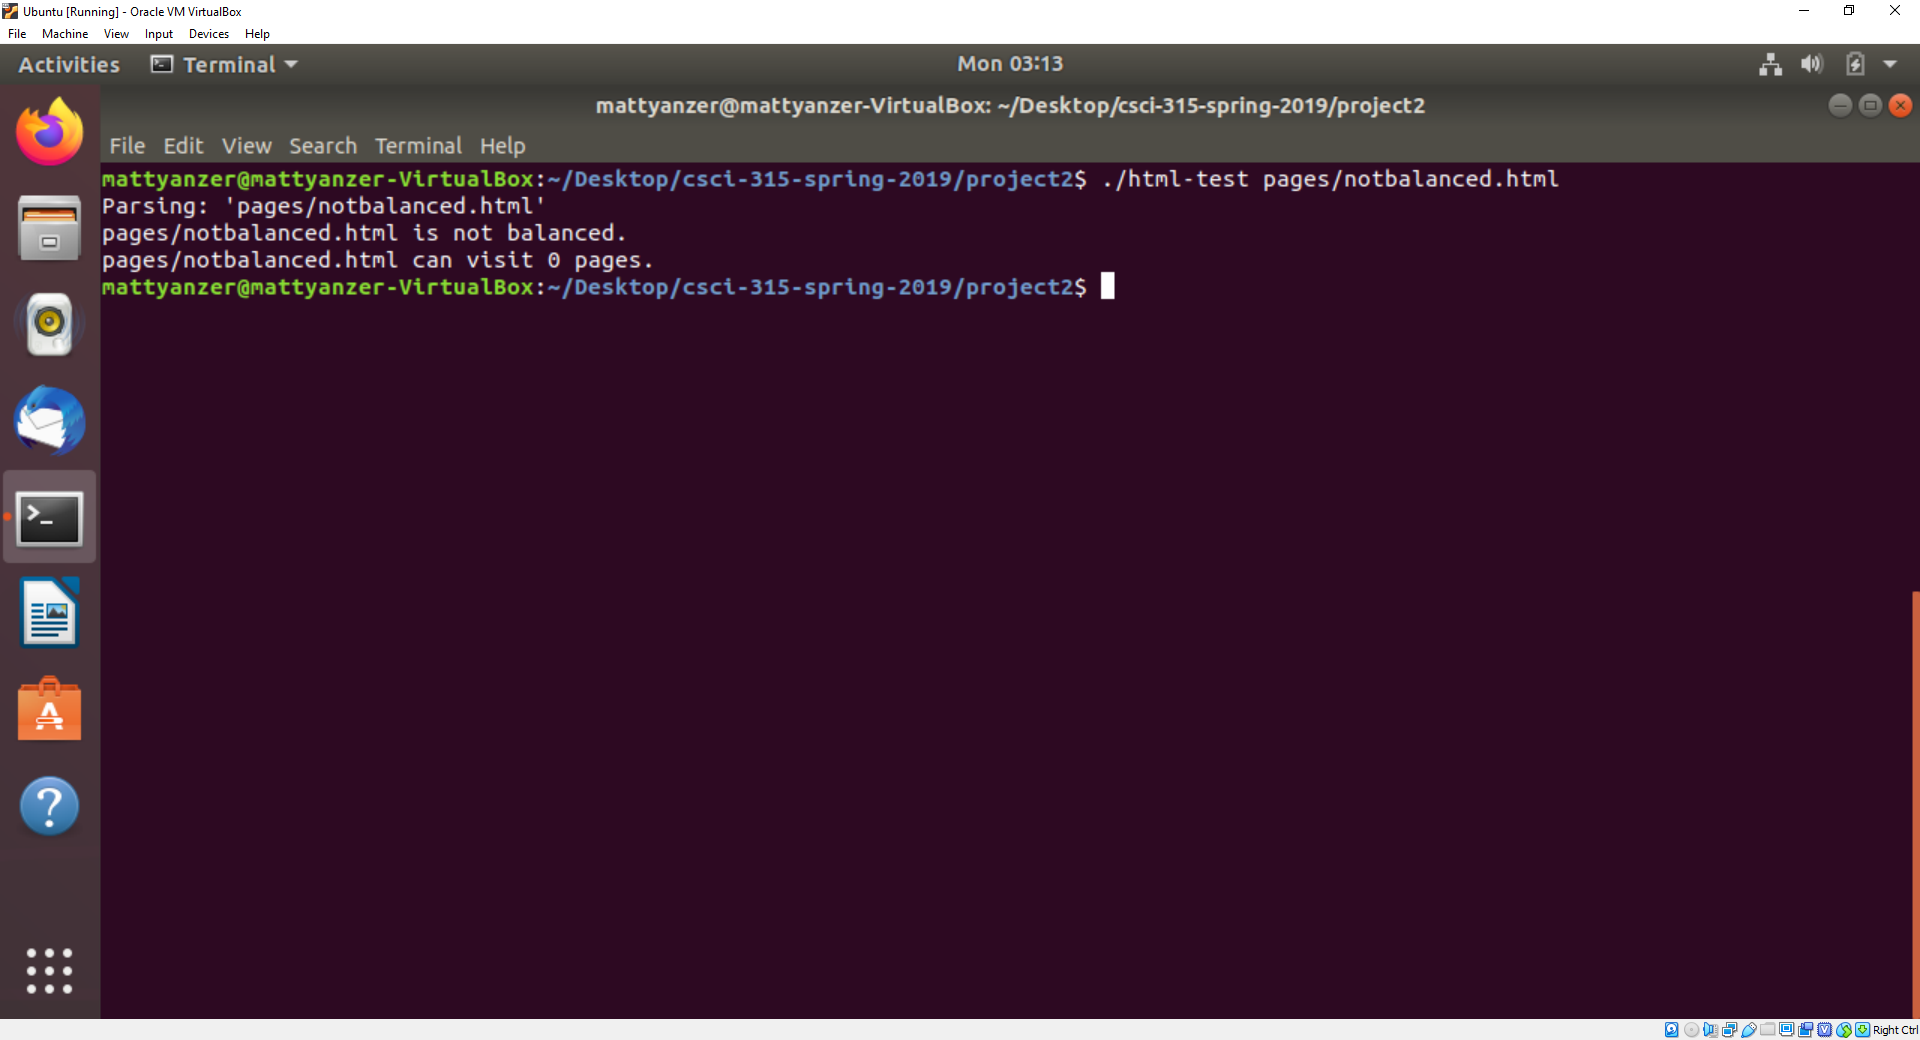 Ubuntu [Running] - Oracle VM VirtualBox
File Machine View Input Devices Help
Activities Terminal Mon 03:13
mattyanzer@mattyanzer-VirtualBox: ~/Desktop/csci-315-spring-2019/project2
File Edit View Search Terminal Help
mattyanzer@mattyanzer-VirtualBox:~/Desktop/csci-315-spring-2019/project2$ ./html-test pages/notbalanced.html
Parsing: 'pages/notbalanced.html'
pages/notbalanced.html is not balanced.
pages/notbalanced.html can visit 0 pages.
mattyanzer@mattyanzer-VirtualBox:~/Desktop/csci-315-spring-2019/project2$
Right Ctrl